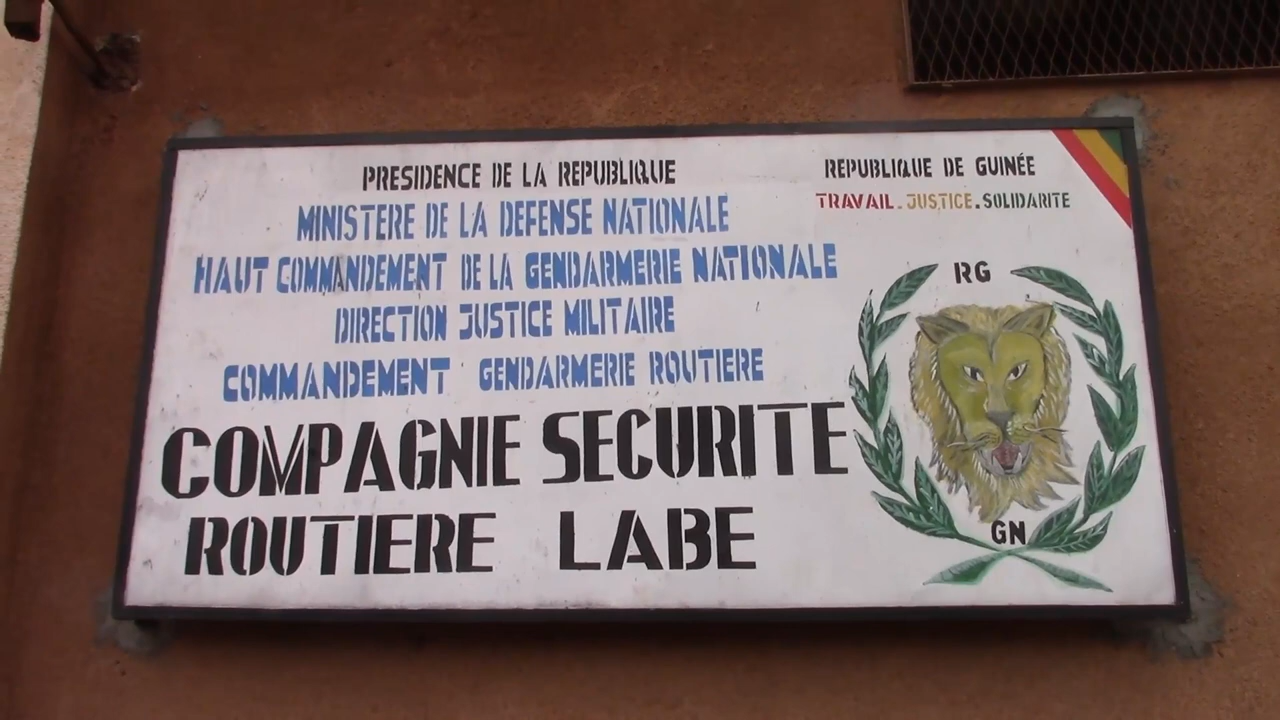 PRESIDENCE DE LA REPUBLIQUE
MINISTERE DE LA DEFENSE NATIONALE
HAUT COMMANDEMENT DE LA GENDARMERIE NATIONALE
DIRECTION JUSTICE MILITAIRE
COMMANDEMENT GENDARMERIE ROUTIERE
COMPAGNIE SECURITE
ROUTIERE LABE
REPUBLIQUE DE GUINÉE
TRAVAIL.JUSTICE.SOLIDARITE
RG
GN